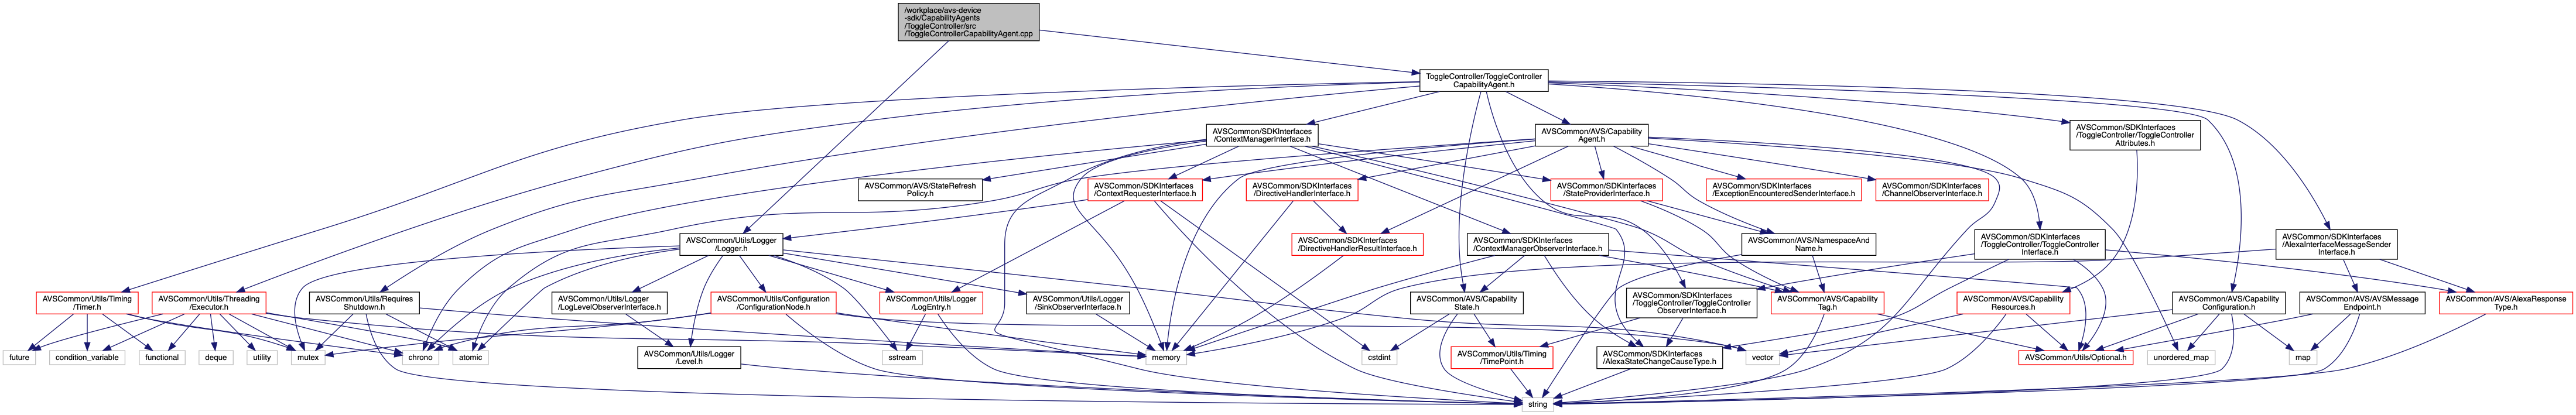 /workplace/avs-device
-sdk/CapabilityAgents
/ToggleController/src
/ToggleControllerCapabilityAgent.cpp
ToggleController/ToggleController
CapabilityAgent.h
AVSCommon/SDKInterfaces
/ContextManagerInterface.h
AVSCommon/AVS/Capability
Agent.h
AVSCommon/SDKInterfaces
/ToggleController/ToggleController
Attributes.h
AVSCommon/AVS/StateRefresh
Policy.h
AVSCommon/SDKInterfaces
/ContextRequesterInterface.h
AVSCommon/SDKInterfaces
/DirectiveHandlerInterface.h
AVSCommon/SDKInterfaces
/StateProviderInterface.h
AVSCommon/SDKInterfaces
/ExceptionEncounteredSenderInterface.h
AVSCommon/SDKInterfaces
/ChannelObserverInterface.h
AVSCommon/Utils/Logger
/Logger.h
AVSCommon/SDKInterfaces
/DirectiveHandlerResultInterface.h
AVSCommon/SDKInterfaces
/ContextManagerObserverInterface.h
AVSCommon/AVS/NamespaceAnd
Name.h
AVSCommon/SDKInterfaces
/ToggleController/ToggleController
Interface.h
AVSCommon/SDKInterfaces
/AlexaInterfaceMessageSender
Interface.h
AVSCommon/Utils/Timing
/Timer.h
AVSCommon/Utils/Threading
/Executor.h
AVSCommon/Utils/Requires
Shutdown.h
AVSCommon/Utils/Logger
/LogLevelObserverInterface.h
AVSCommon/Utils/Configuration
/ConfigurationNode.h
AVSCommon/Utils/Logger
/LogEntry.h
AVSCommon/Utils/Logger
/SinkObserverInterface.h
AVSCommon/AVS/Capability
State.h
AVSCommon/SDKInterfaces
/ToggleController/ToggleController
ObserverInterface.h
AVSCommon/AVS/Capability
Tag.h
AVSCommon/AVS/Capability
Resources.h
AVSCommon/AVS/Capability
Configuration.h
AVSCommon/AVS/AVSMessage
Endpoint.h
AVSCommon/AVS/AlexaResponse
Type.h
future
condition_variable
functional
deque
utility
mutex
chrono
atomic
AVSCommon/Utils/Logger
/Level.h
sstream
memory
cstdint
AVSCommon/Utils/Timing
/TimePoint.h
AVSCommon/SDKInterfaces
/AlexaStateChangeCauseType.h
vector
AVSCommon/Utils/Optional.h
unordered_map
map
string